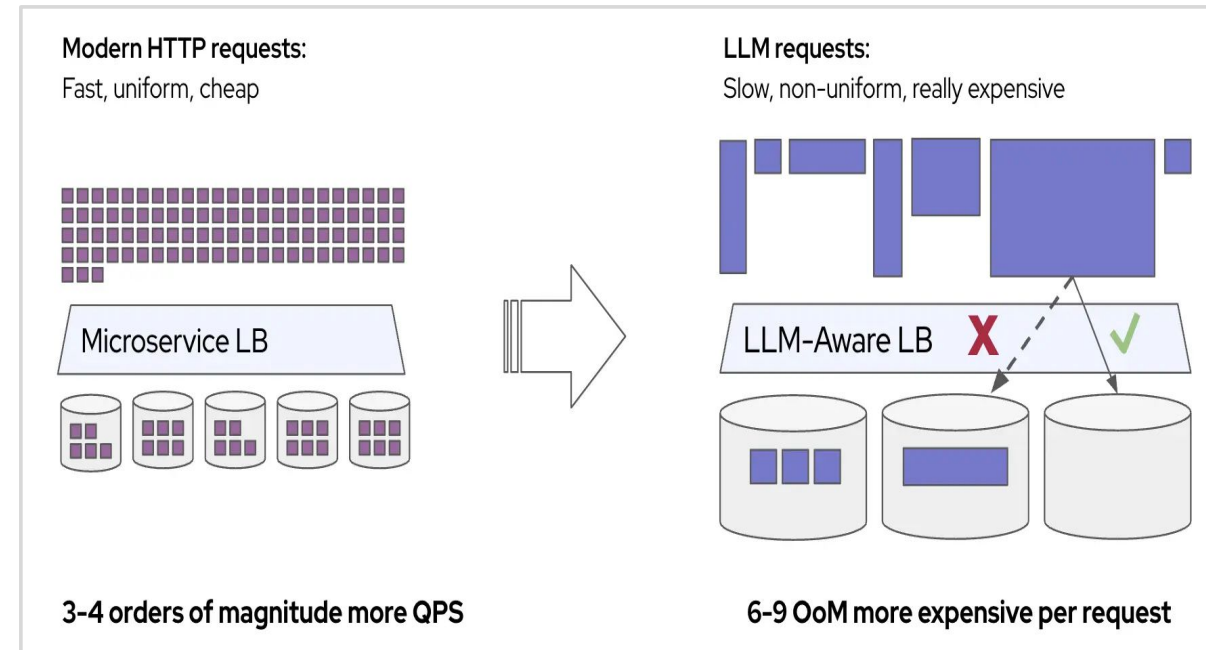 Modern HTTP requests:
Fast, uniform, cheap
Microservice LB
3-4 orders of magnitude more QPS
LLM requests:
Slow, non-uniform, really expensive
LLM-Aware LB X ✓
6-9 OoM more expensive per request